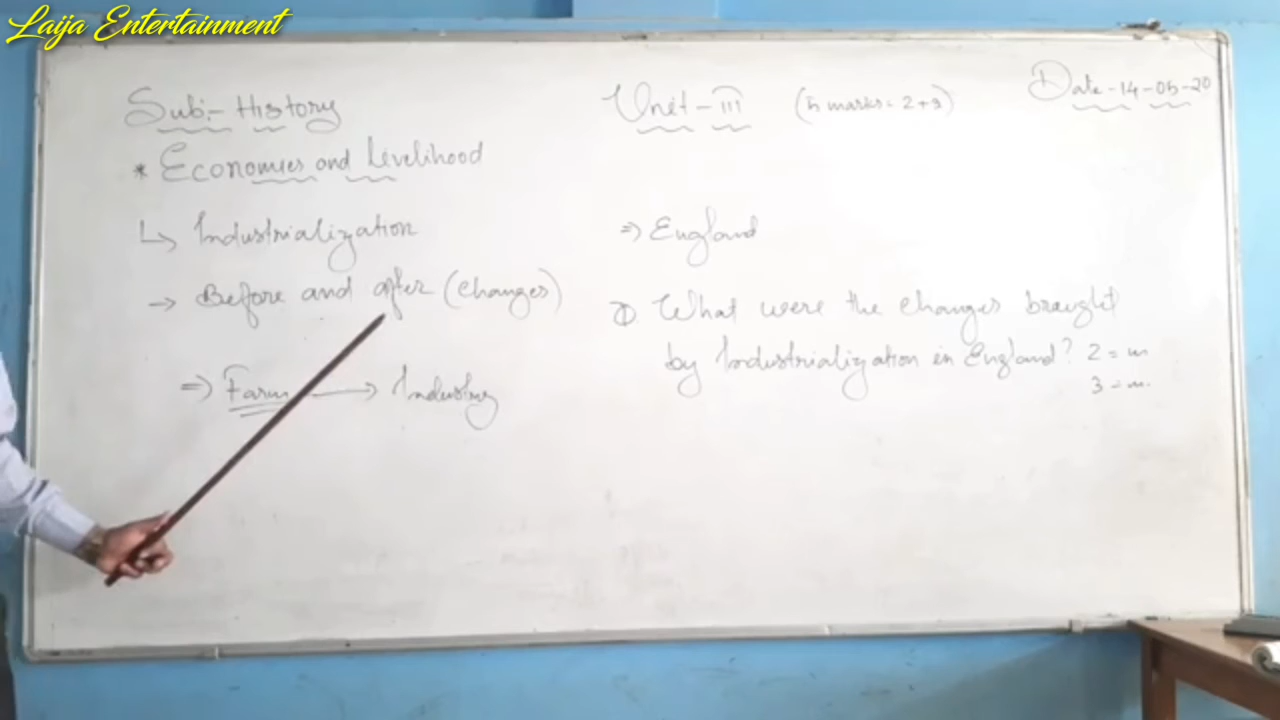 Laija Entertainment
Sub:- History
Unit-III
(5 marks = 2+3)
Date-14-05-20
* Economies and Livelihood
↳ Industrialization
→ Before and after (changes)
⇒ Farm → Industry
⇒ England
Q. What were the changes braught
by Industrialization in England? 2 = m
3 = m.